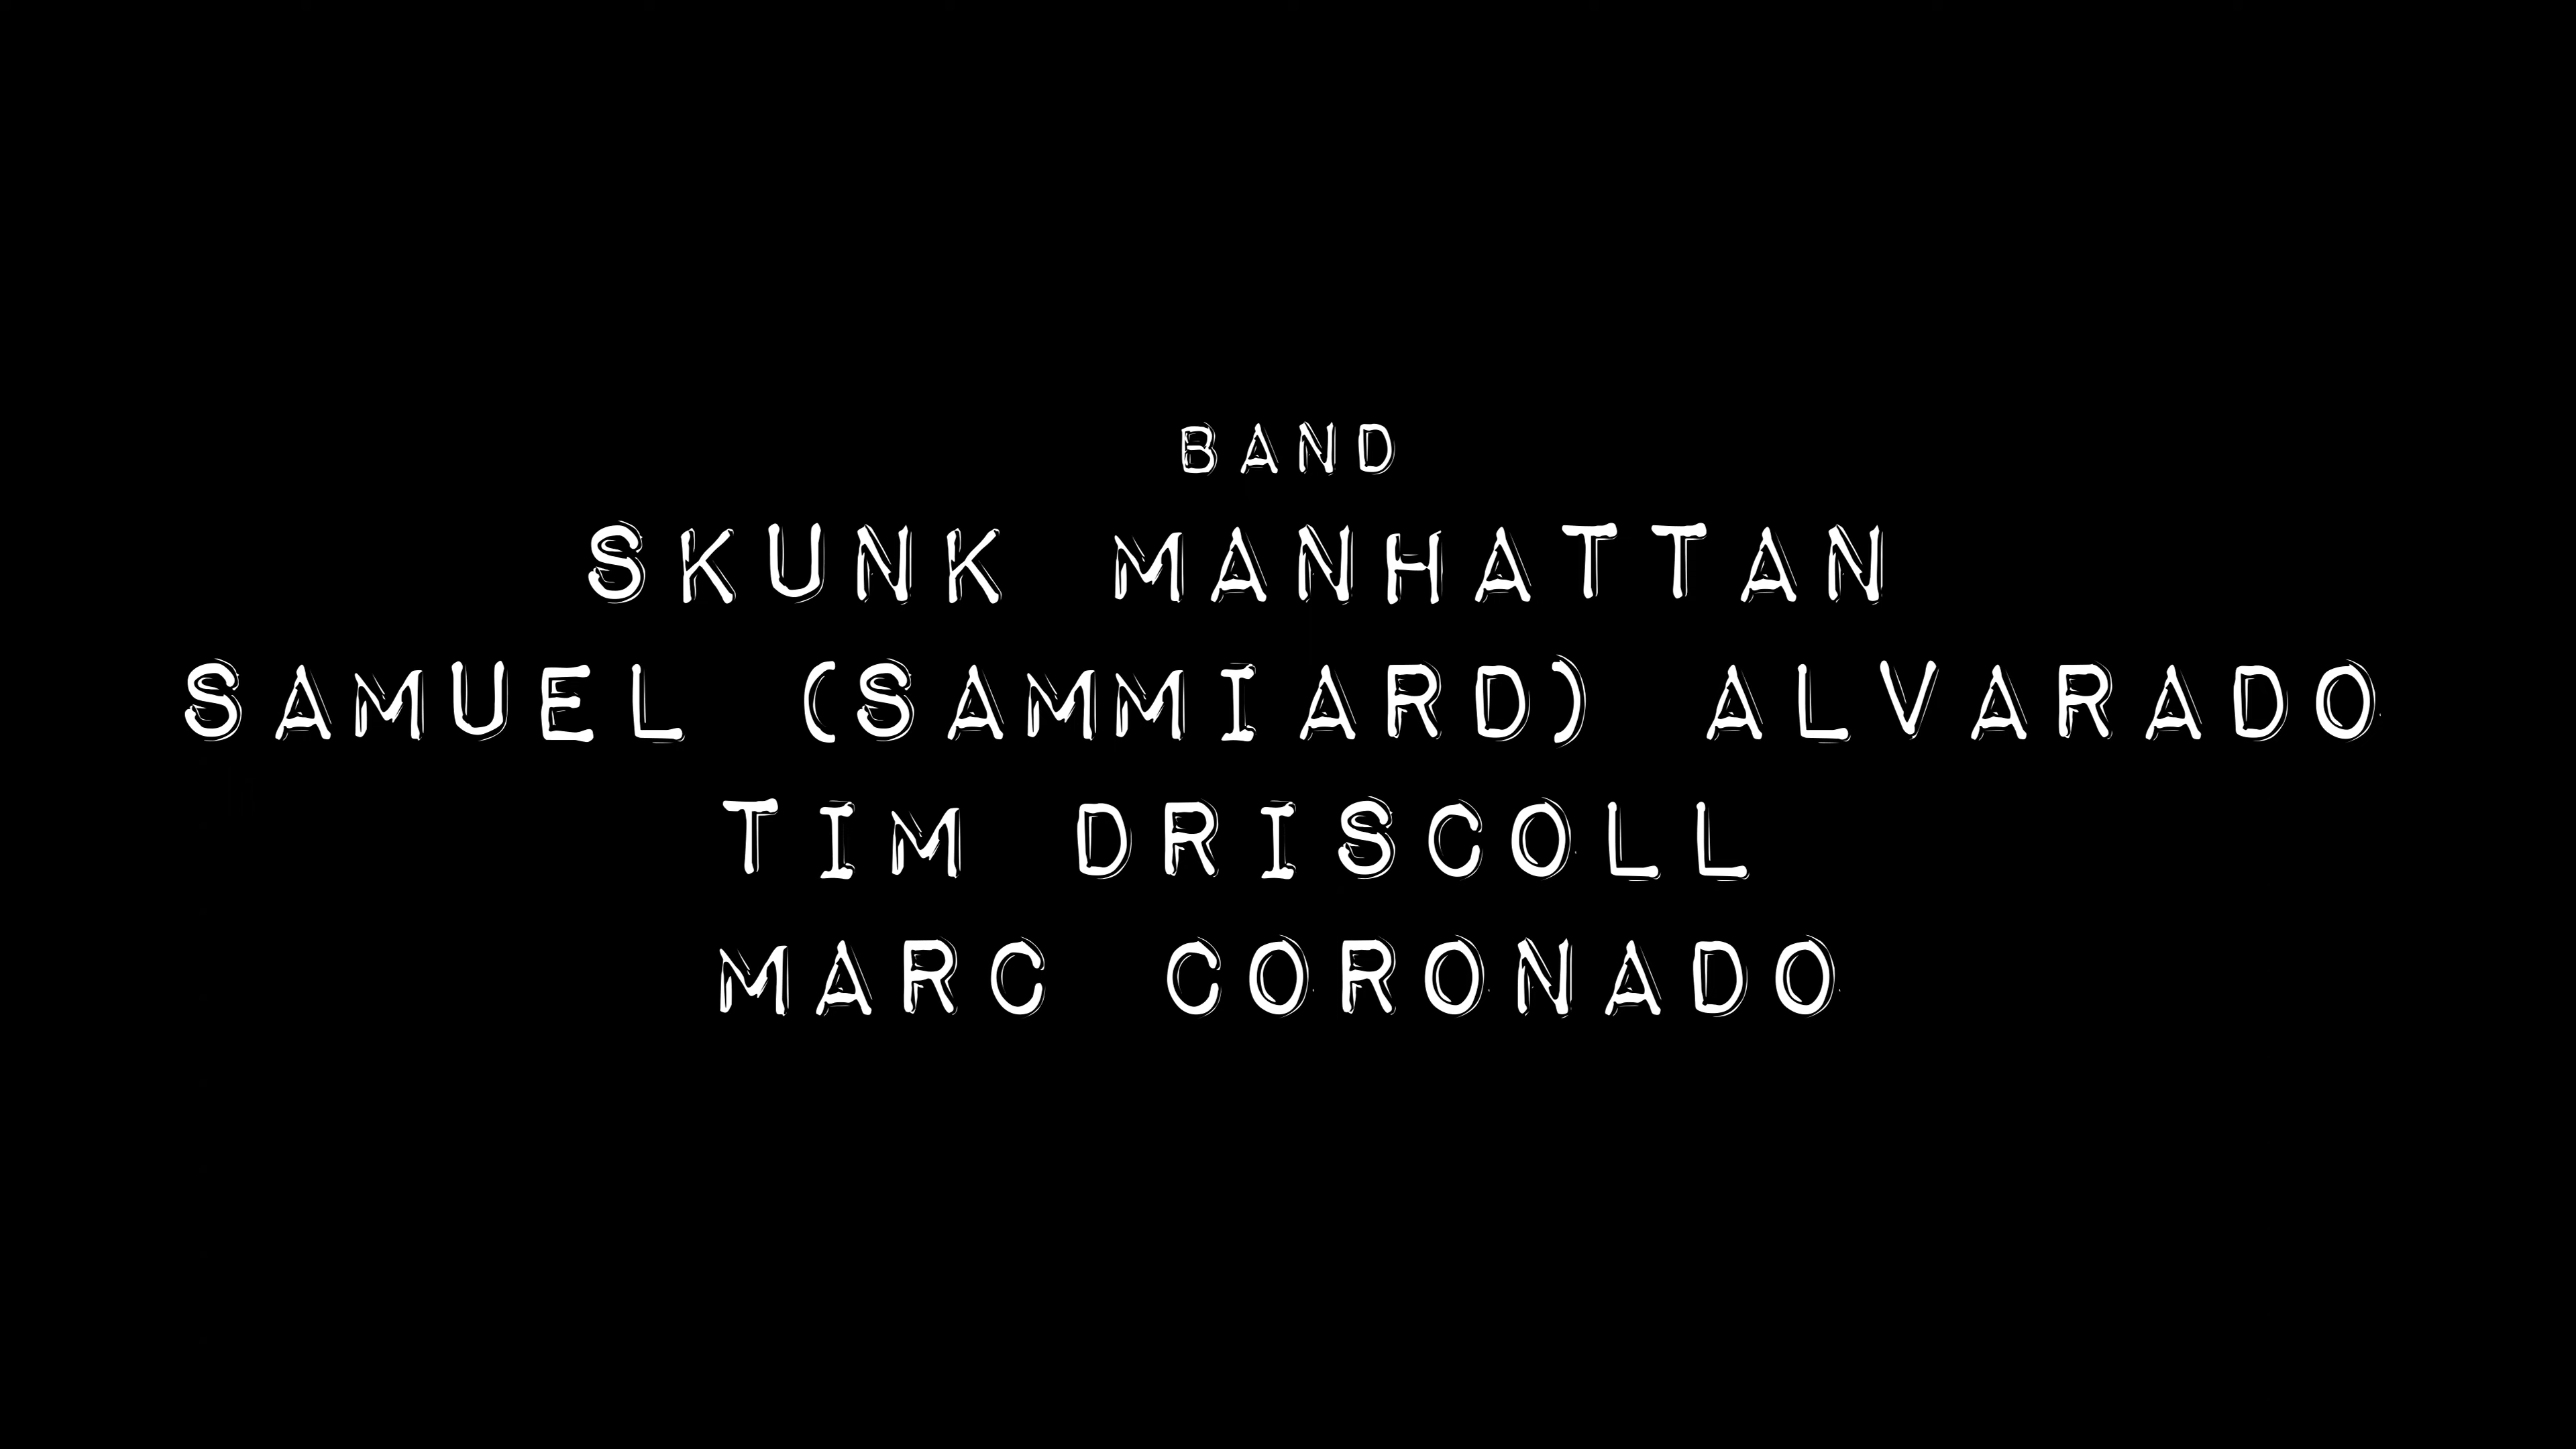 BAND
SKUNK MANHATTAN
SAMUEL (SAMMIARD) ALVARADO
TIM DRISCOLL
MARC CORONADO